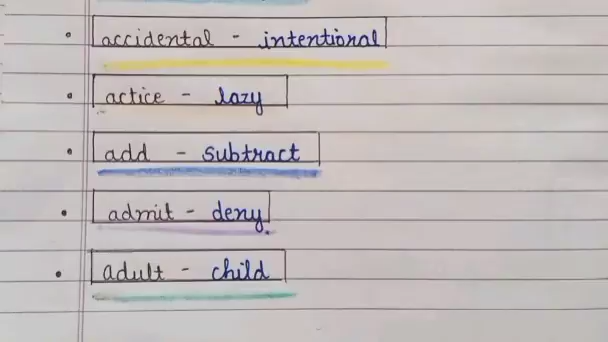 accidental - intentional
actice - lazy
add - subtract
admit - deny
adult - child